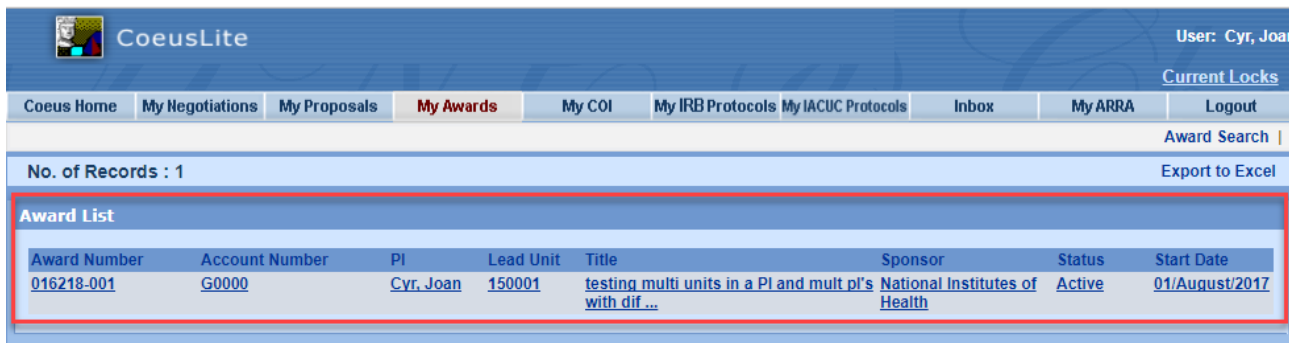 CoeusLite
User: Cyr, Joan
Current Locks
Coeus Home My Negotiations My Proposals My Awards My COI My IRB Protocols My IACUC Protocols Inbox My ARRA Logout
Award Search |
No. of Records : 1 Export to Excel
Award List
Award Number Account Number PI Lead Unit Title Sponsor Status Start Date
016218-001 G0000 Cyr, Joan 150001 testing multi units in a PI and mult pI's National Institutes of Active 01/August/2017
with dif ... Health